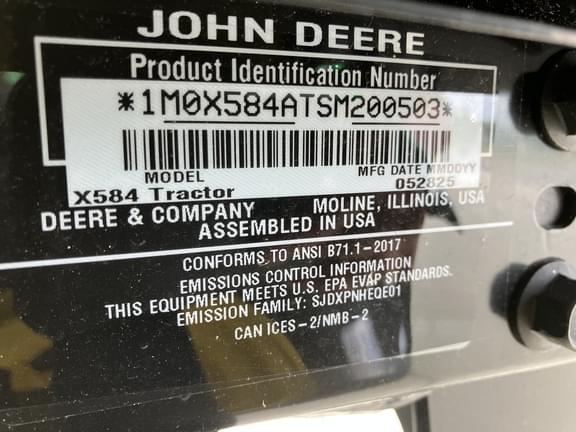 JOHN DEERE
Product Identification Number
*1M0X584ATSM200503*
MODEL MFG DATE MMDDYY
X584 Tractor 052825
DEERE & COMPANY MOLINE, ILLINOIS, USA
ASSEMBLED IN USA
CONFORMS TO ANSI B71.1-2017
EMISSIONS CONTROL INFORMATION
THIS EQUIPMENT MEETS U.S. EPA EVAP STANDARDS.
EMISSION FAMILY: SJDXPNHEQE01
CAN ICES-2/NMB-2